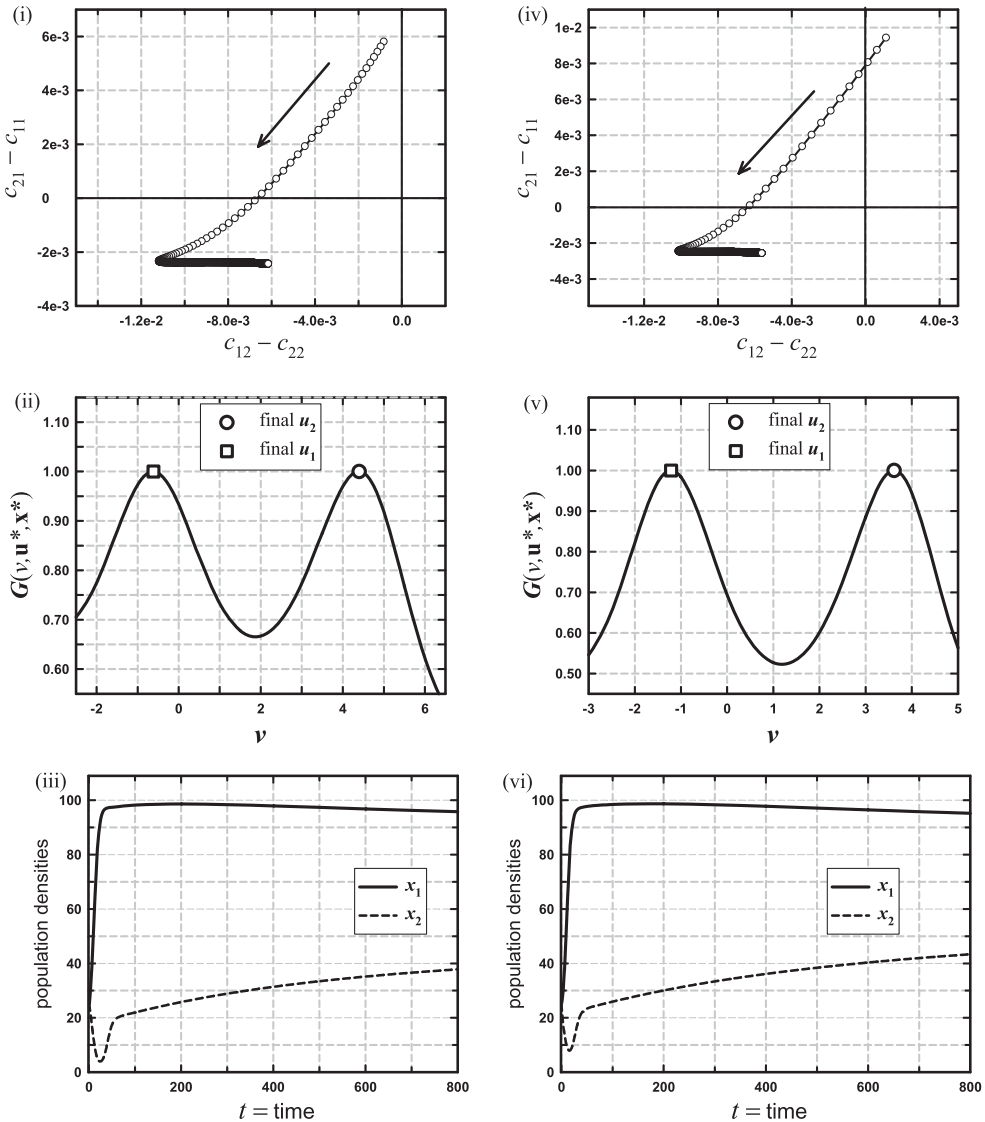 (i)
6e-3
4e-3
2e-3
0
-2e-3
-4e-3
c21 − c11
-1.2e-2 -8.0e-3 -4.0e-3 0.0
c12 − c22
(iv)
1e-2
8e-3
6e-3
4e-3
2e-3
0
-2e-3
-4e-3
c21 − c11
-1.2e-2 -8.0e-3 -4.0e-3 0.0 4.0e-3
c12 − c22
(ii)
1.10
1.00
0.90
0.80
0.70
0.60
G(v,u*,x*)
final u2
final u1
-2 0 2 4 6
v
(v)
1.10
1.00
0.90
0.80
0.70
0.60
0.50
G(v,u*,x*)
final u2
final u1
-3 -2 -1 0 1 2 3 4 5
v
(iii)
100
80
60
40
20
0
population densities
x1
x2
0 200 400 600 800
t = time
(vi)
100
80
60
40
20
0
population densities
x1
x2
0 200 400 600 800
t = time